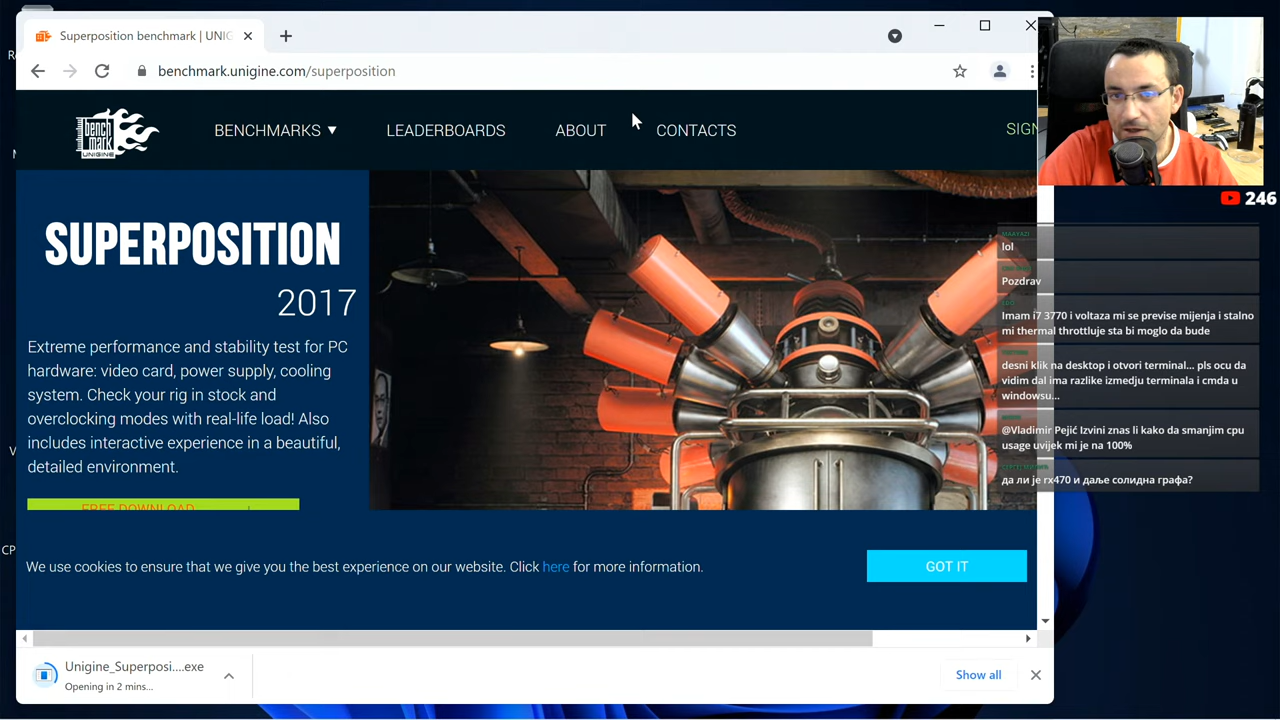 Superposition benchmark | UNIG
benchmark.unigine.com/superposition
bench
mark
UNIGINE
BENCHMARKS ▼
LEADERBOARDS
ABOUT
CONTACTS
SIGN
SUPERPOSITION
2017
Extreme performance and stability test for PC
hardware: video card, power supply, cooling
system. Check your rig in stock and
overclocking modes with real-life load! Also
includes interactive experience in a beautiful,
detailed environment.
FREE DOWNLOAD
We use cookies to ensure that we give you the best experience on our website. Click here for more information.
GOT IT
Unigine_Superposi....exe
Opening in 2 mins...
Show all
246
lol
Pozdrav
Imam i7 3770 i voltaza mi se previse mijenja i stalno
mi thermal throttluje sta bi moglo da bude
desni klik na desktop i otvori terminal... pls ocu da
vidim dal ima razlike izmedju terminala i cmda u
windowsu...
@Vladimir Pejić Izvini znas li kako da smanjim cpu
usage uvijek mi je na 100%
да ли је rx470 и даље солидна графа?
CP